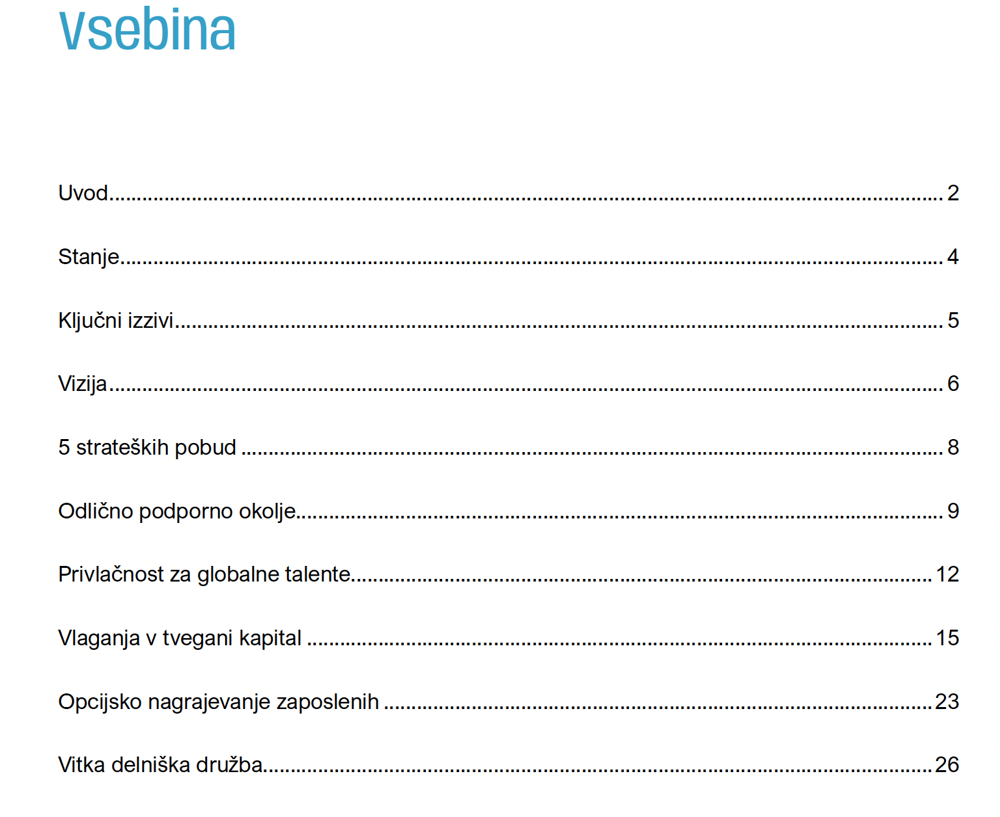 Vsebina
Uvod........................................................................................................................................................ 2
Stanje...................................................................................................................................................... 4
Ključni izzivi............................................................................................................................................ 5
Vizija........................................................................................................................................................ 6
5 strateških pobud ................................................................................................................................ 8
Odlično podporno okolje...................................................................................................................... 9
Privlačnost za globalne talente.......................................................................................................... 12
Vlaganja v tvegani kapital .................................................................................................................. 15
Opcijsko nagrajevanje zaposlenih .................................................................................................... 23
Vitka delniška družba.......................................................................................................................... 26